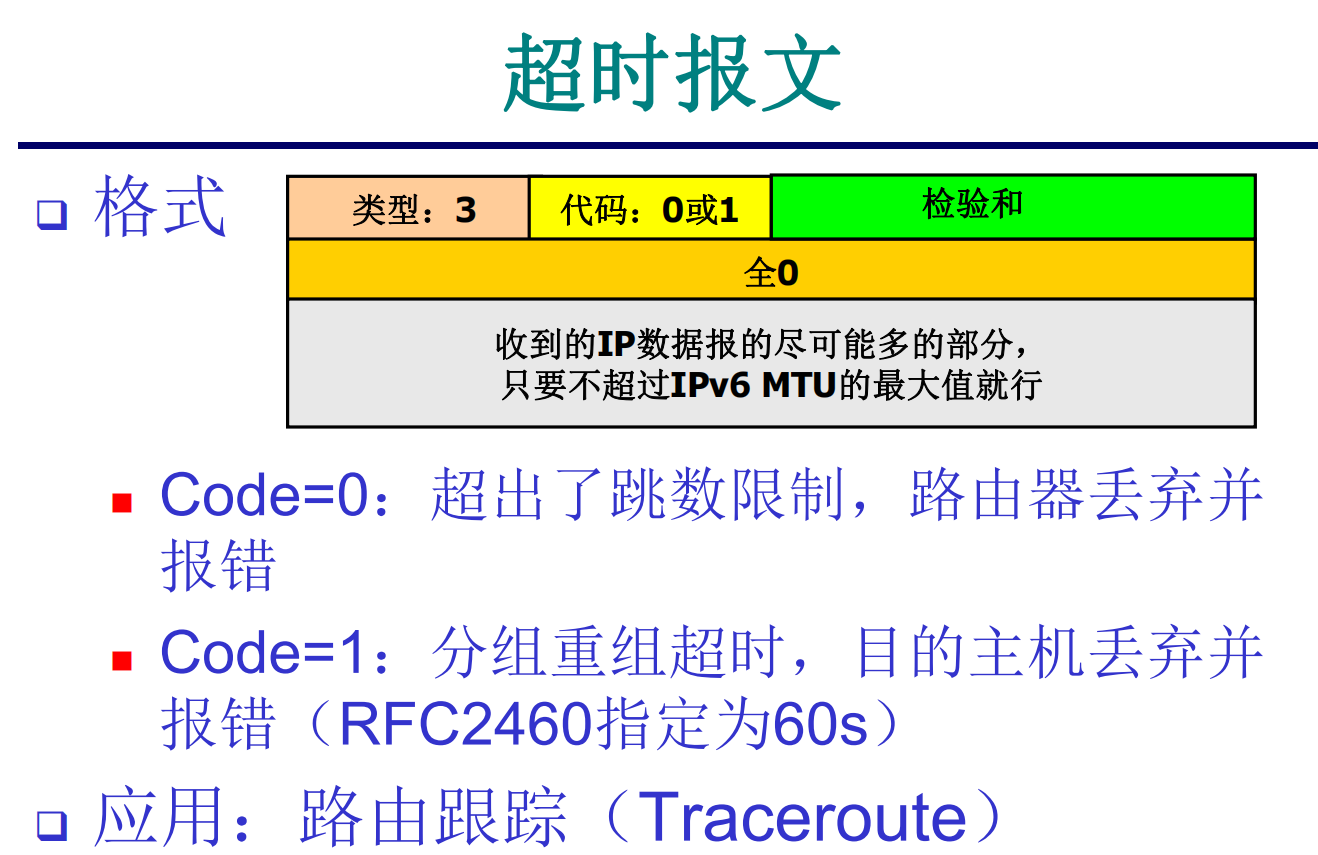 超时报文
格式
类型：3
代码：0或1
检验和
全0
收到的IP数据报的尽可能多的部分，
只要不超过IPv6 MTU的最大值就行
Code=0：超出了跳数限制，路由器丢弃并
报错
Code=1：分组重组超时，目的主机丢弃并
报错（RFC2460指定为60s）
应用：路由跟踪（Traceroute）